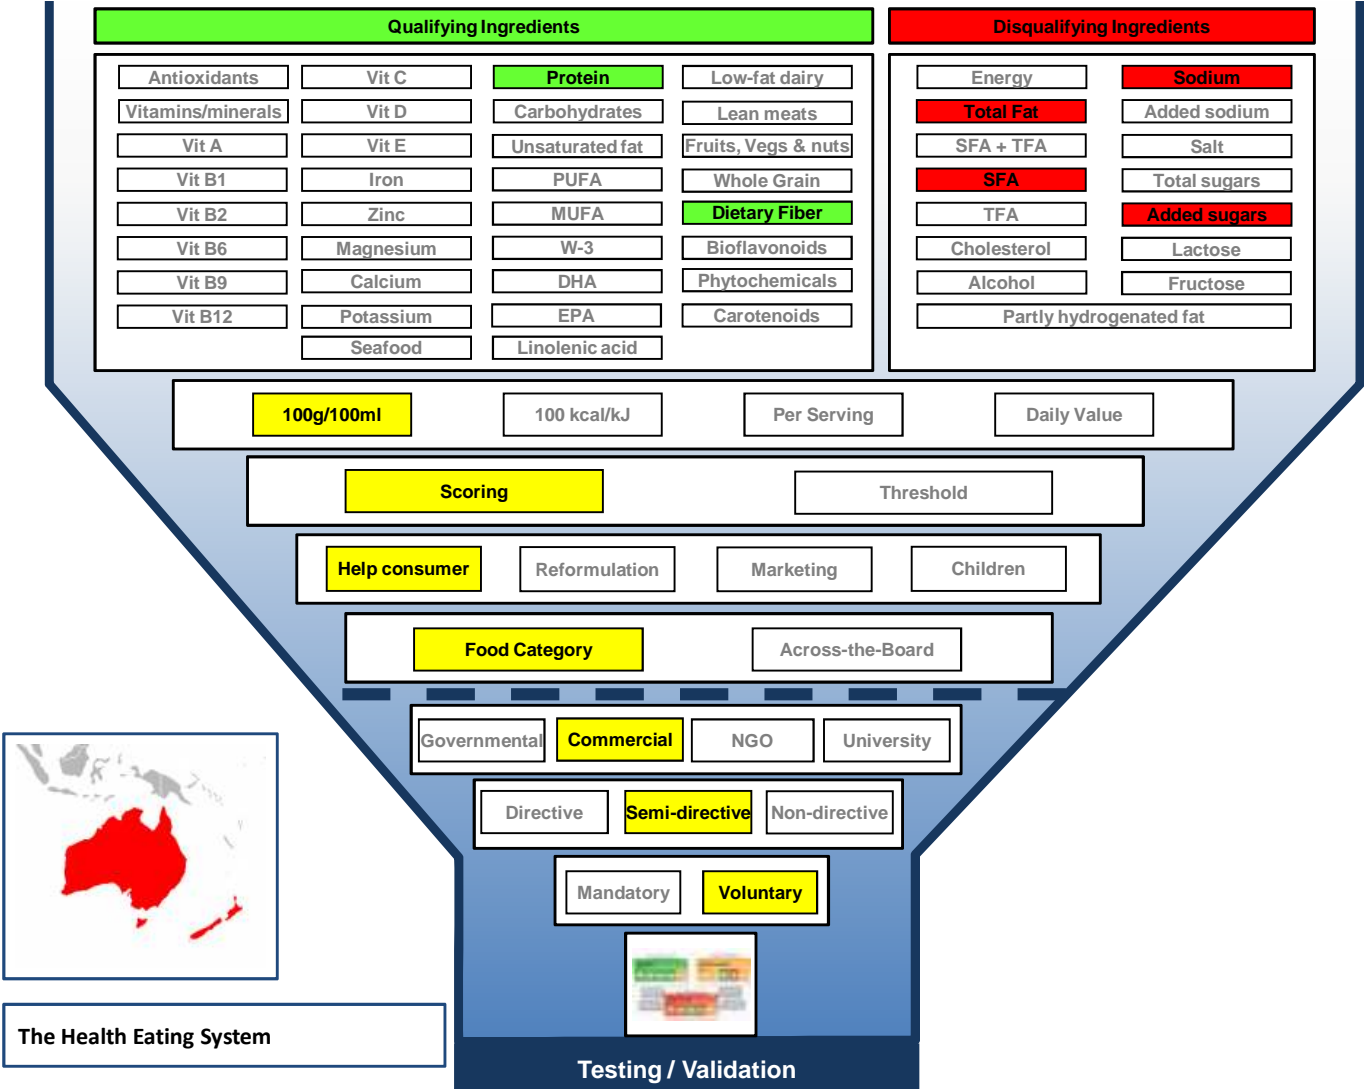 Qualifying Ingredients
Disqualifying Ingredients
Antioxidants
Vit C
Protein
Low-fat dairy
Energy
Sodium
Vitamins/minerals
Vit D
Carbohydrates
Lean meats
Total Fat
Added sodium
Vit A
Vit E
Unsaturated fat
Fruits, Vegs & nuts
SFA + TFA
Salt
Vit B1
Iron
PUFA
Whole Grain
SFA
Total sugars
Vit B2
Zinc
MUFA
Dietary Fiber
TFA
Added sugars
Vit B6
Magnesium
W-3
Bioflavonoids
Cholesterol
Lactose
Vit B9
Calcium
DHA
Phytochemicals
Alcohol
Fructose
Vit B12
Potassium
EPA
Carotenoids
Partly hydrogenated fat
Seafood
Linolenic acid
100g/100ml
100 kcal/kJ
Per Serving
Daily Value
Scoring
Threshold
Help consumer
Reformulation
Marketing
Children
Food Category
Across-the-Board
Governmental
Commercial
NGO
University
Directive
Semi-directive
Non-directive
Mandatory
Voluntary
The Health Eating System
Testing / Validation